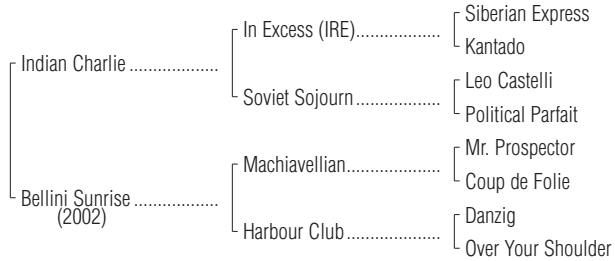 Siberian Express
In Excess (IRE)
Kantado
Indian Charlie
Leo Castelli
Soviet Sojourn
Political Parfait
Mr. Prospector
Machiavellian
Coup de Folie
Bellini Sunrise
(2002)
Danzig
Harbour Club
Over Your Shoulder